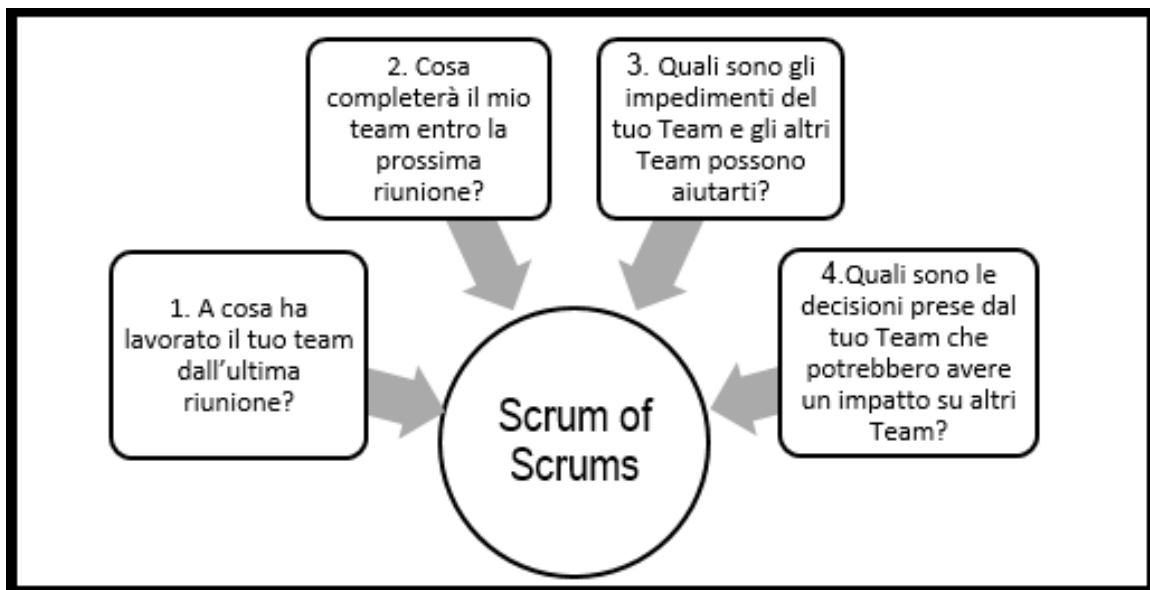 1. A cosa ha
lavorato il tuo team
dall'ultima
riunione?
2. Cosa
completerà il mio
team entro la
prossima
riunione?
3. Quali sono gli
impedimenti del
tuo Team e gli altri
Team possono
aiutarti?
4.Quali sono le
decisioni prese dal
tuo Team che
potrebbero avere
un impatto su altri
Team?
Scrum of
Scrums